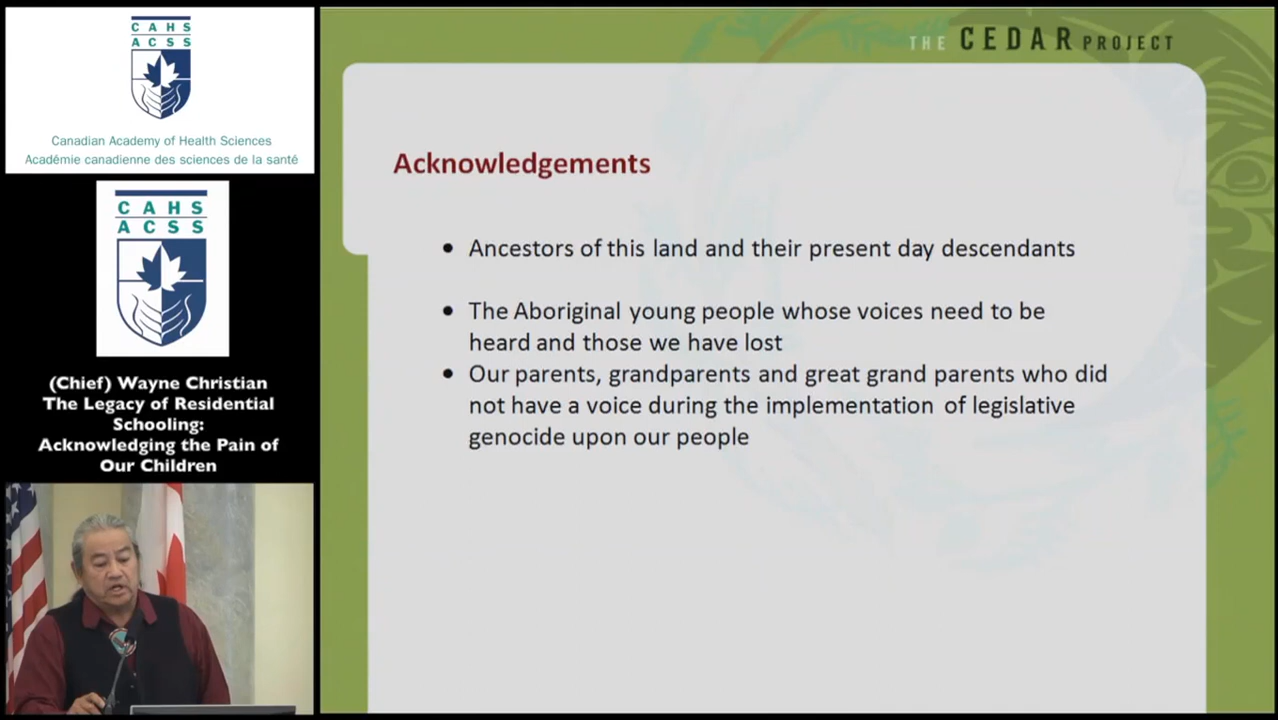 CAHS
ACSS
Canadian Academy of Health Sciences
Académie canadienne des sciences de la santé
CAHS
ACSS
(Chief) Wayne Christian
The Legacy of Residential
Schooling:
Acknowledging the Pain of
Our Children
THE CEDAR PROJECT
Acknowledgements
• Ancestors of this land and their present day descendants
• The Aboriginal young people whose voices need to be
heard and those we have lost
• Our parents, grandparents and great grand parents who did
not have a voice during the implementation of legislative
genocide upon our people